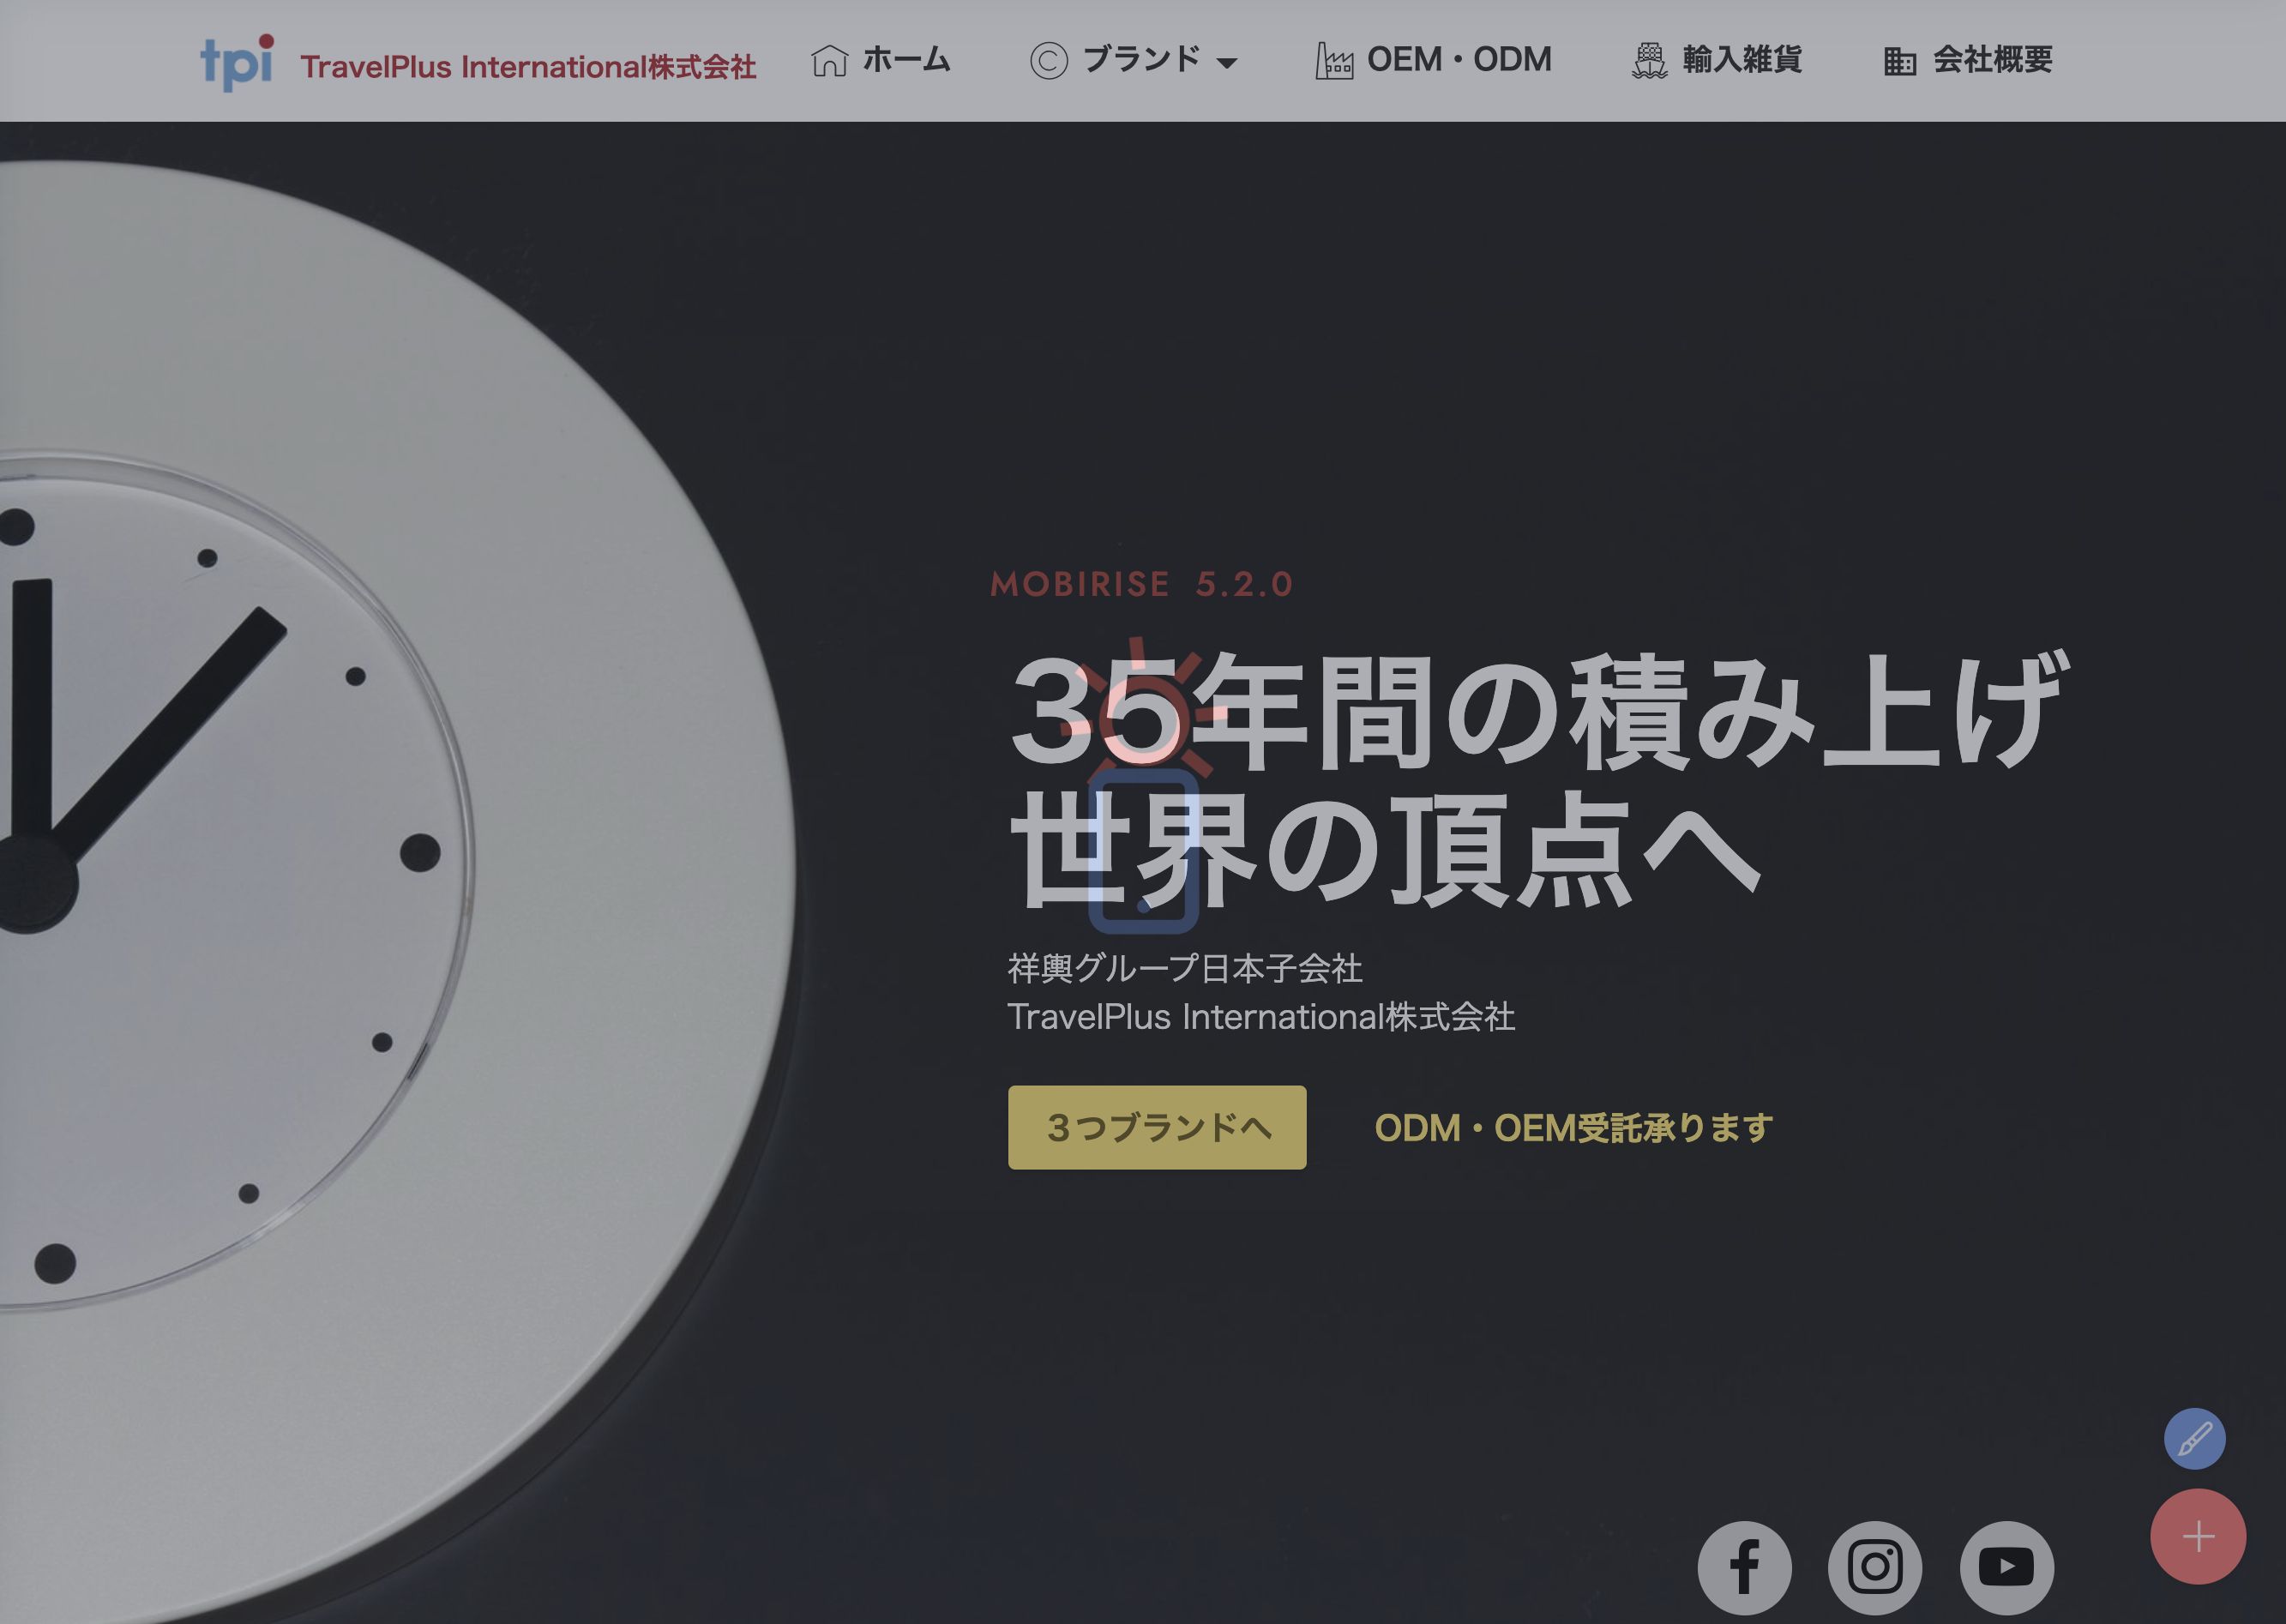 tpi TravelPlus International株式会社 ホーム ブランド OEM・ODM 輸入雑貨 会社概要
MOBIRISE 5.2.0
35年間の積み上げ
世界の頂点へ
祥輿グループ日本子会社
TravelPlus International株式会社
３つブランドへ ODM・OEM受託承ります